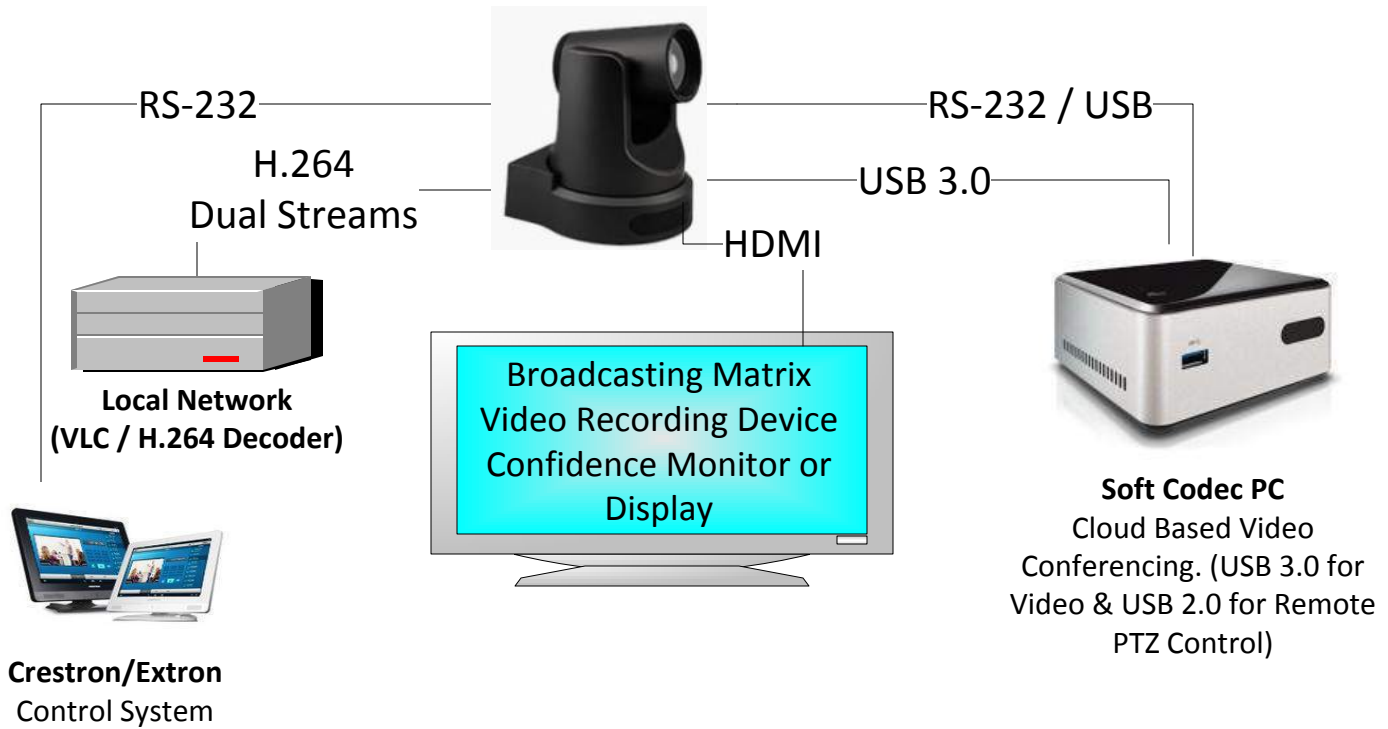 RS-232
RS-232 / USB
H.264
Dual Streams
USB 3.0
HDMI
Local Network
(VLC / H.264 Decoder)
Broadcasting Matrix
Video Recording Device
Confidence Monitor or
Display
Soft Codec PC
Cloud Based Video
Conferencing. (USB 3.0 for
Video & USB 2.0 for Remote
PTZ Control)
Crestron/Extron
Control System